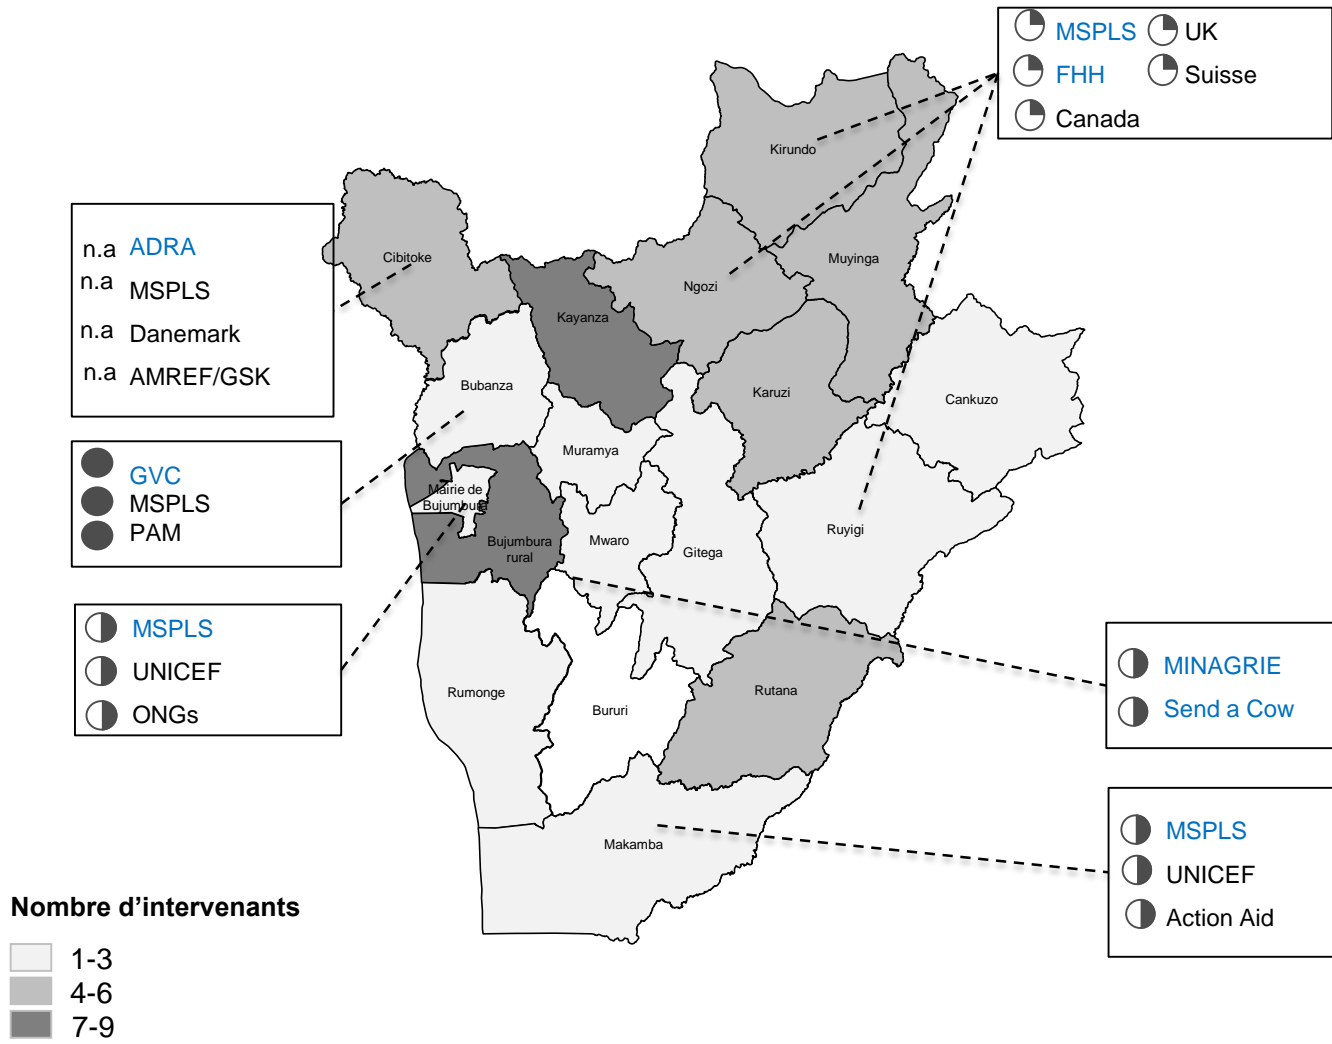 MSPLS UK
FHH Suisse
Canada
Kirundo
Cibitoke
Ngozi
Muyinga
Kayanza
n.a ADRA
n.a MSPLS
n.a Danemark
n.a AMREF/GSK
Bubanza
Karuzi
Cankuzo
Muramya
GVC
MSPLS
PAM
Mairie de
Bujumbura
Bujumbura
rural
Mwaro
Gitega
Ruyigi
MSPLS
UNICEF
ONGs
MINAGRIE
Send a Cow
Rumonge
Bururi
Rutana
Makamba
MSPLS
UNICEF
Action Aid
Nombre d’intervenants
1-3
4-6
7-9